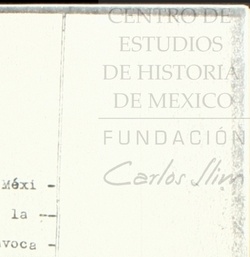 CENTRO DE
ESTUDIOS
DE HISTORIA
DE MEXICO
FUNDACIÓN
Carlos Slim
Méxi -
la --
voca -